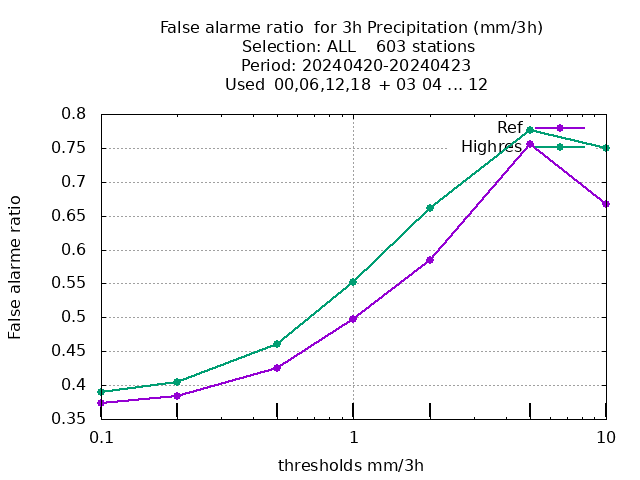 False alarme ratio  for 3h Precipitation (mm/3h)
Selection: ALL    603 stations
Period: 20240420-20240423
Used  00,06,12,18  + 03 04 ... 12
0.8
0.75
0.7
0.65
0.6
0.55
0.5
0.45
0.4
0.35
False alarme ratio
Ref
Highres
0.1
1
10
thresholds mm/3h